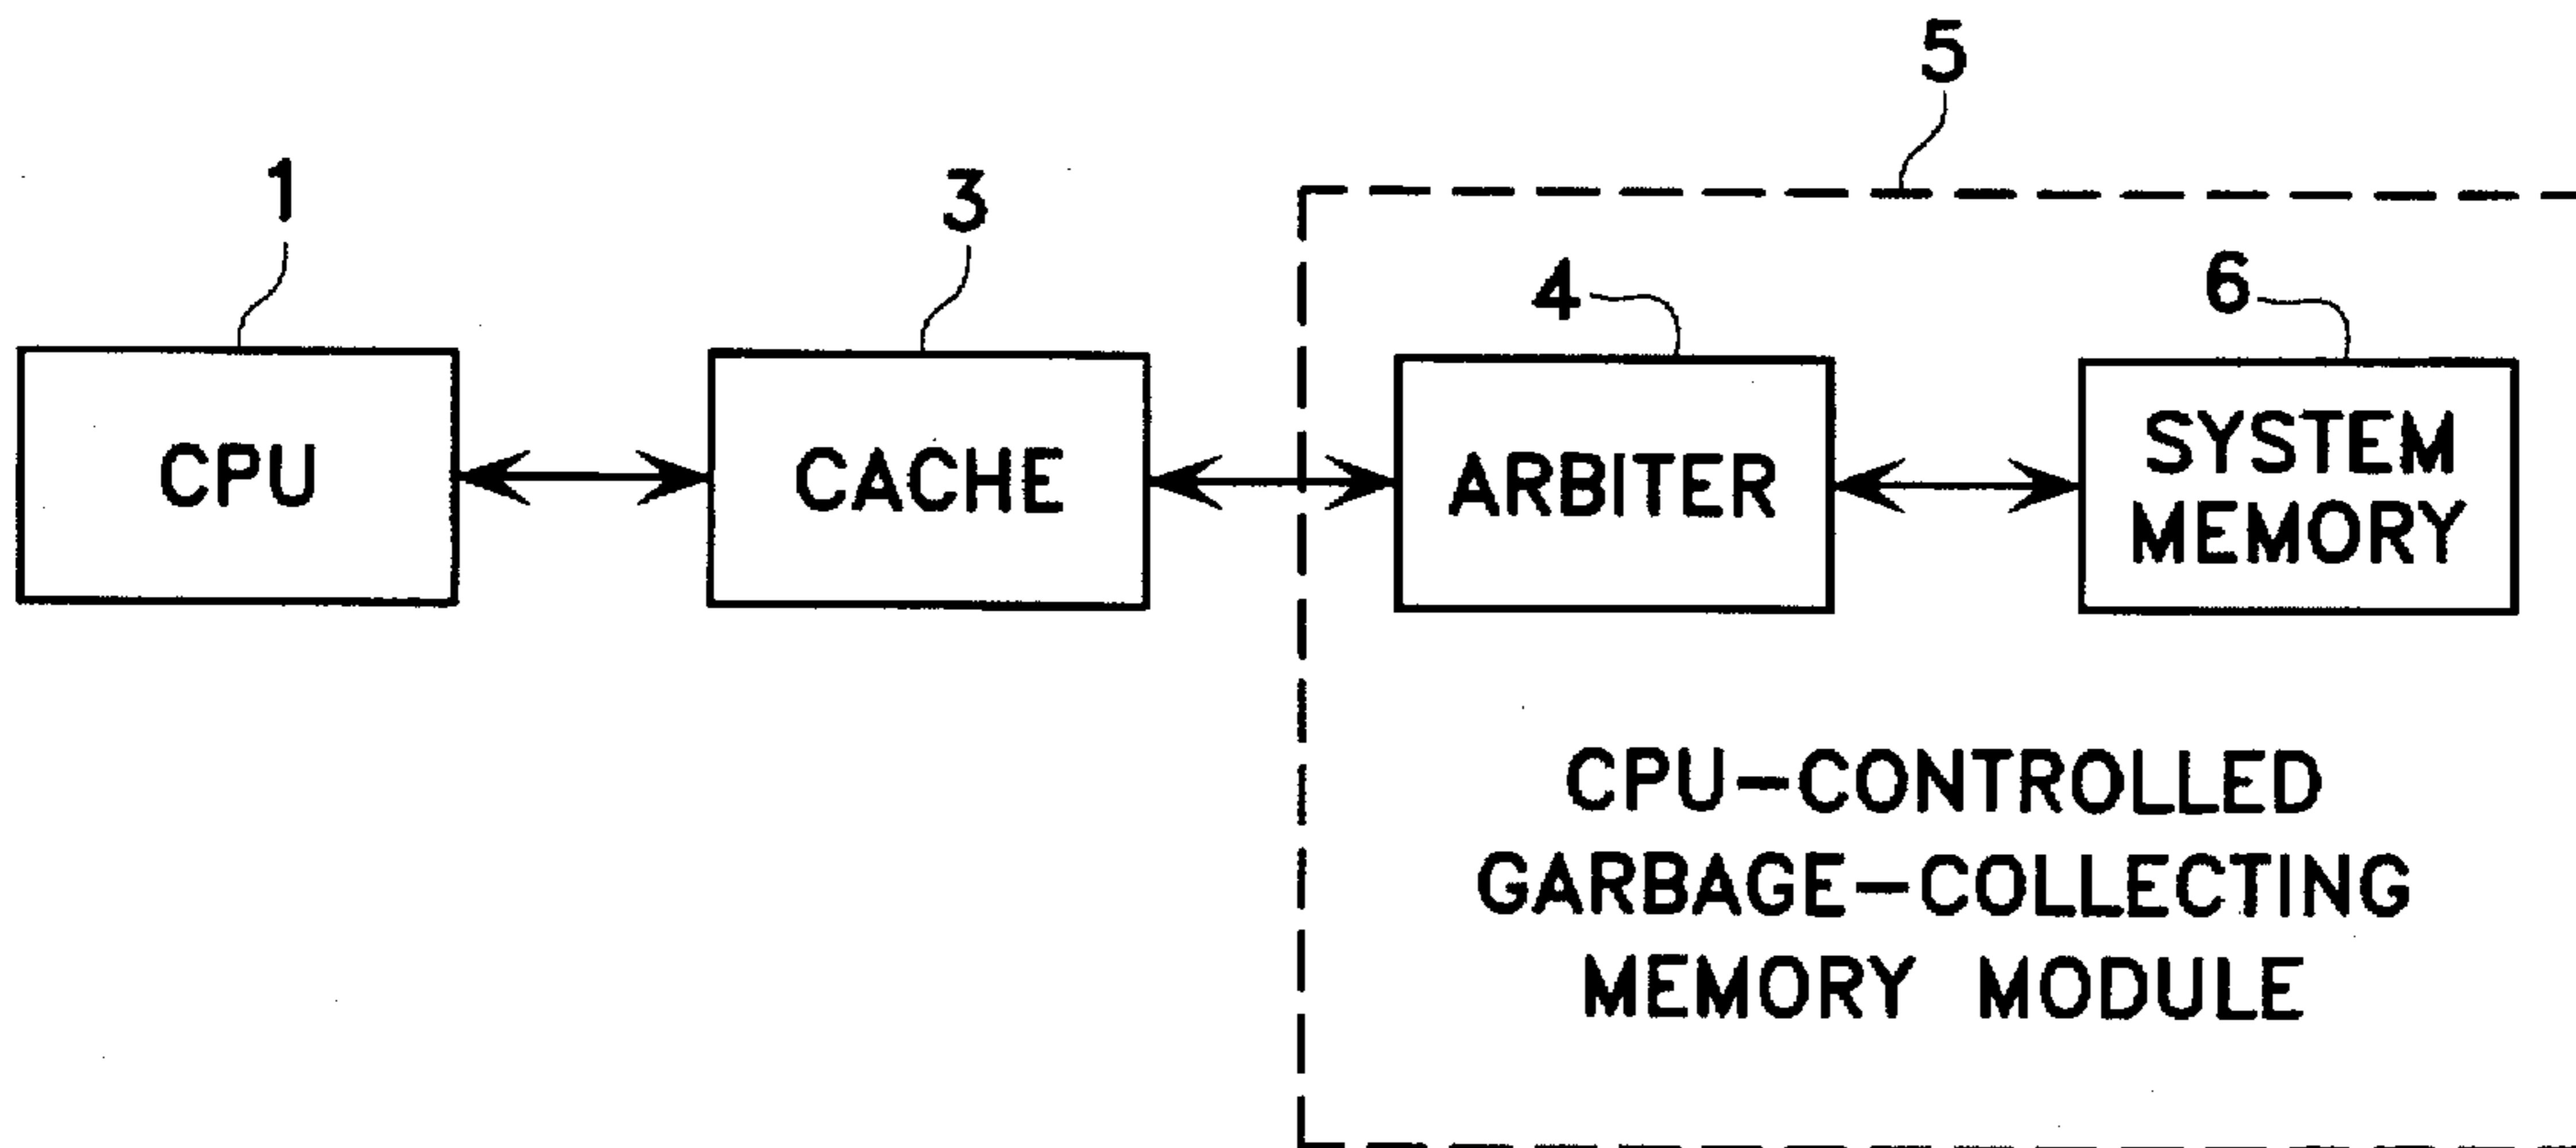 5
1
3
4
6
CPU
CACHE
ARBITER
SYSTEM
MEMORY
CPU-CONTROLLED
GARBAGE-COLLECTING
MEMORY MODULE